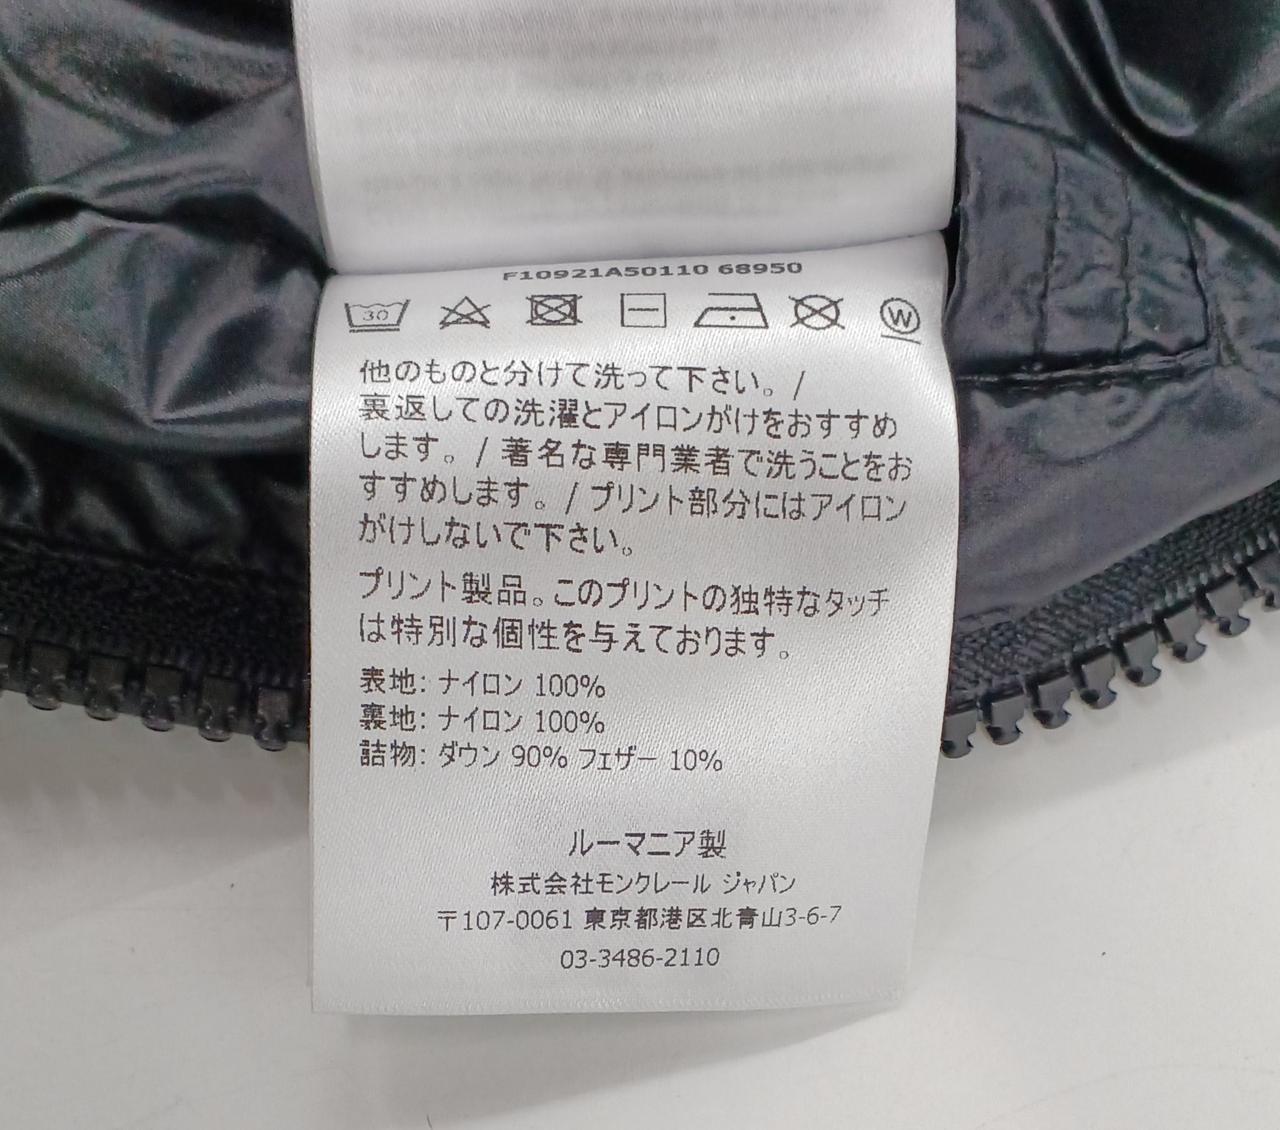 F10921A50110 68950
30
W
他のものと分けて洗って下さい。/
裏返しての洗濯とアイロンがけをおすすめ
します。/ 著名な専門業者で洗うことをお
すすめします。/ プリント部分にはアイロン
がけしないで下さい。
プリント製品。このプリントの独特なタッチ
は特別な個性を与えております。
表地: ナイロン 100%
裏地: ナイロン 100%
詰物: ダウン 90% フェザー 10%
ルーマニア製
株式会社モンクレール ジャパン
〒107-0061 東京都港区北青山3-6-7
03-3486-2110